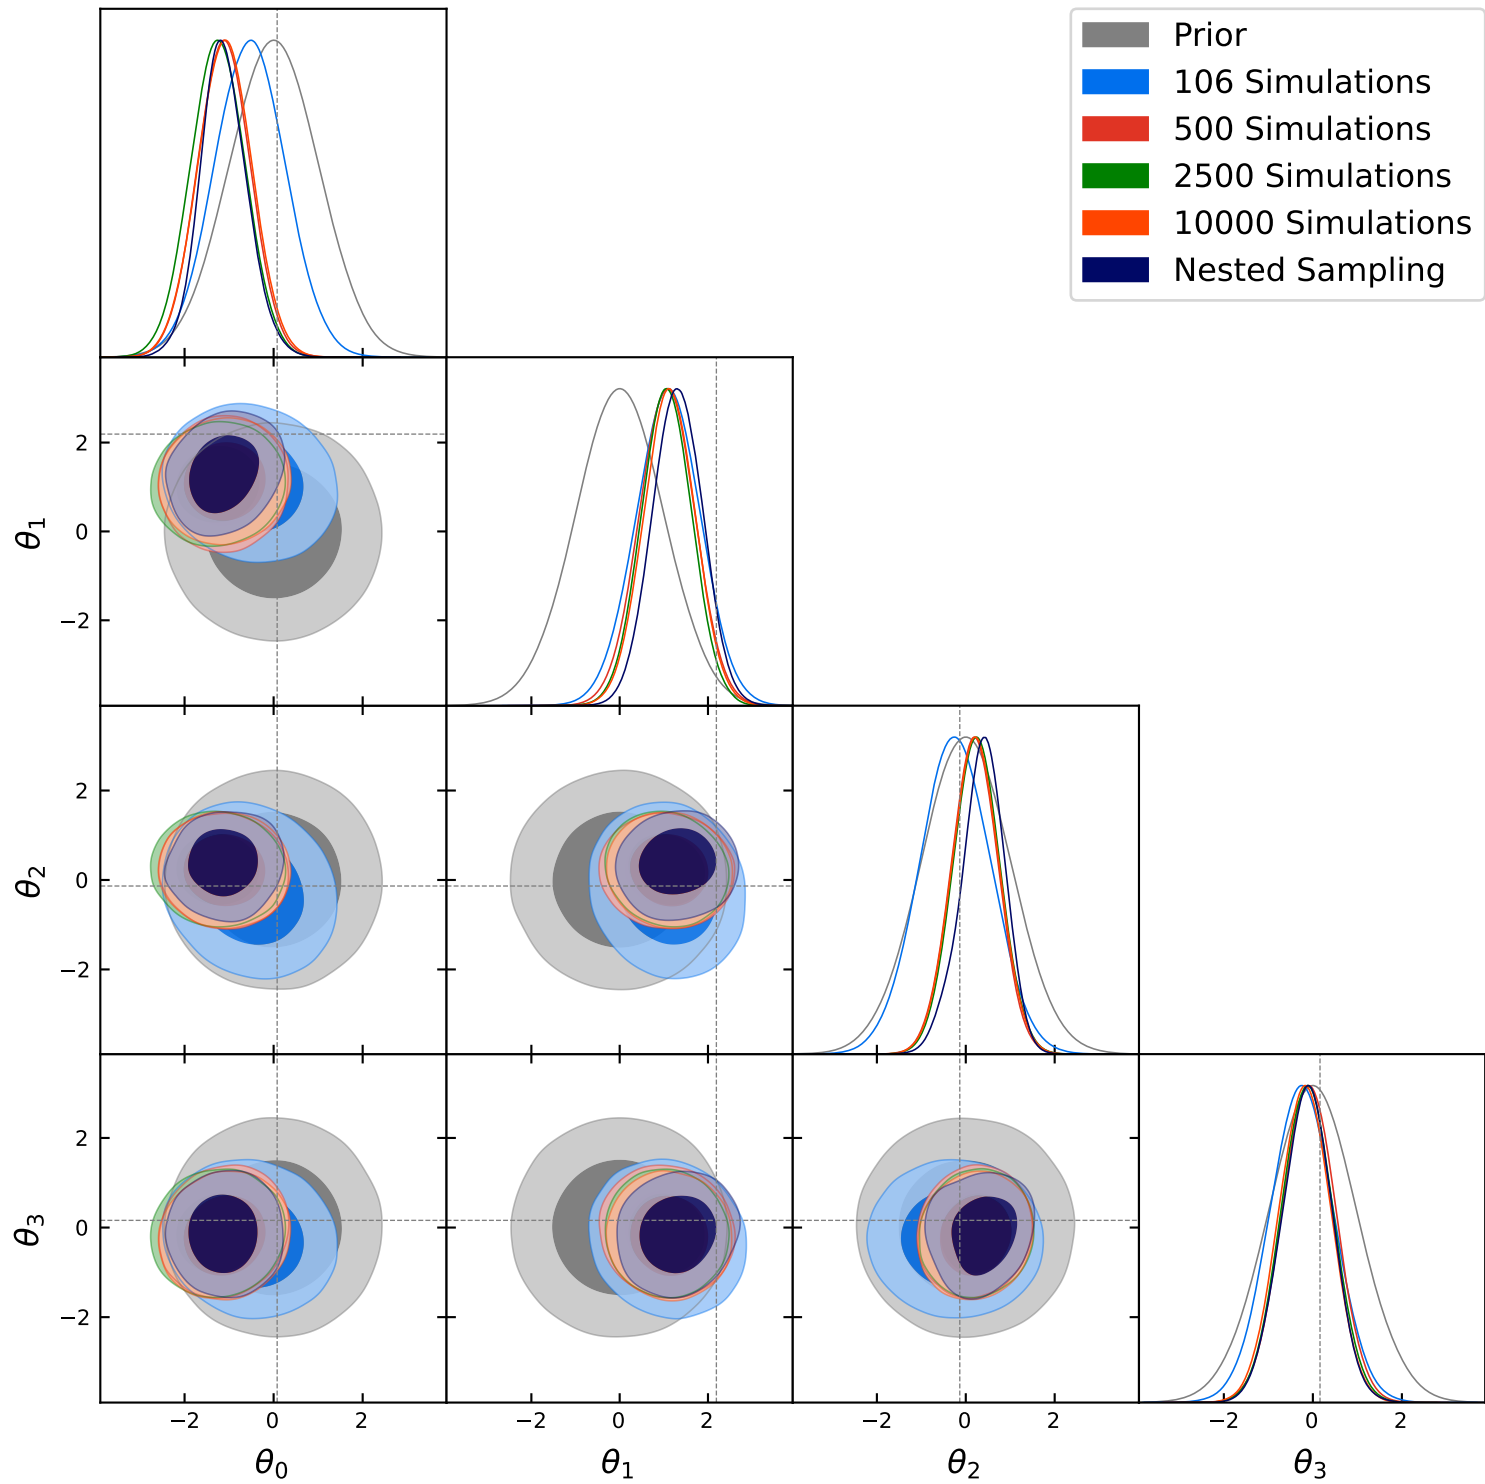 Prior
106 Simulations
500 Simulations
2500 Simulations
10000 Simulations
Nested Sampling
θ1
2
0
−2
θ2
2
0
−2
θ3
2
0
−2
−2 0 2 −2 0 2 −2 0 2 −2 0 2
θ0 θ1 θ2 θ3